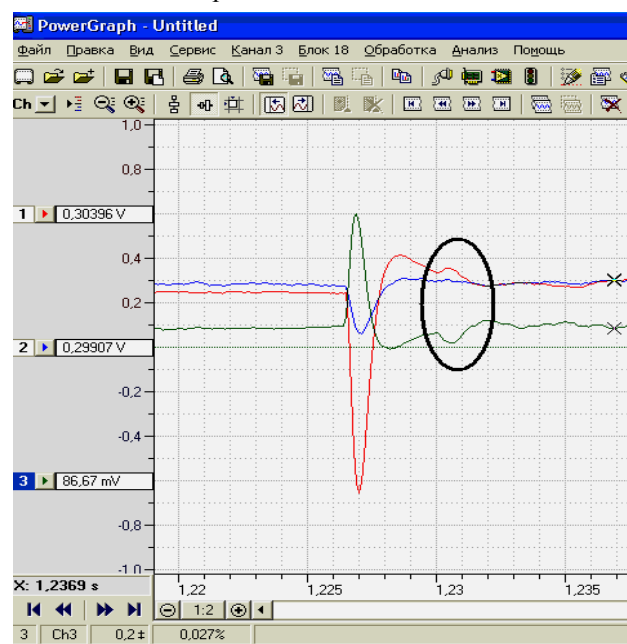 PowerGraph - Untitled
Файл Правка Вид Сервис Канал 3 Блок 18 Обработка Анализ Помощь
Ch
1,0
0,8
1 0,30396 V
0,4
0,2
2 0,29907 V
-0,2
-0,4
3 86,67 mV
-0,8
-1,0
X: 1,2369 s 1,22 1,225 1,23 1,235
1:2
3 Ch3 0,2± 0,027%